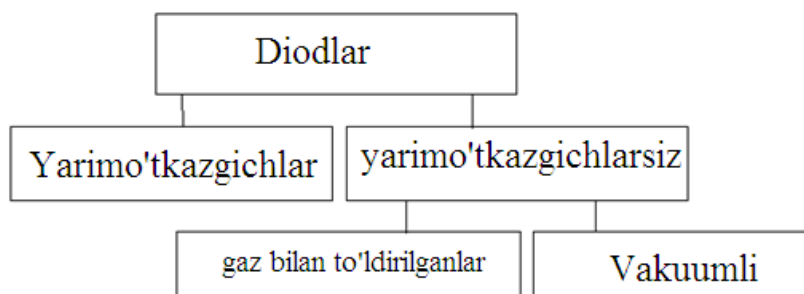 Diodlar
Yarimo'tkazgichlar
yarimo'tkazgichlarsiz
gaz bilan to'ldirilganlar
Vakuumli